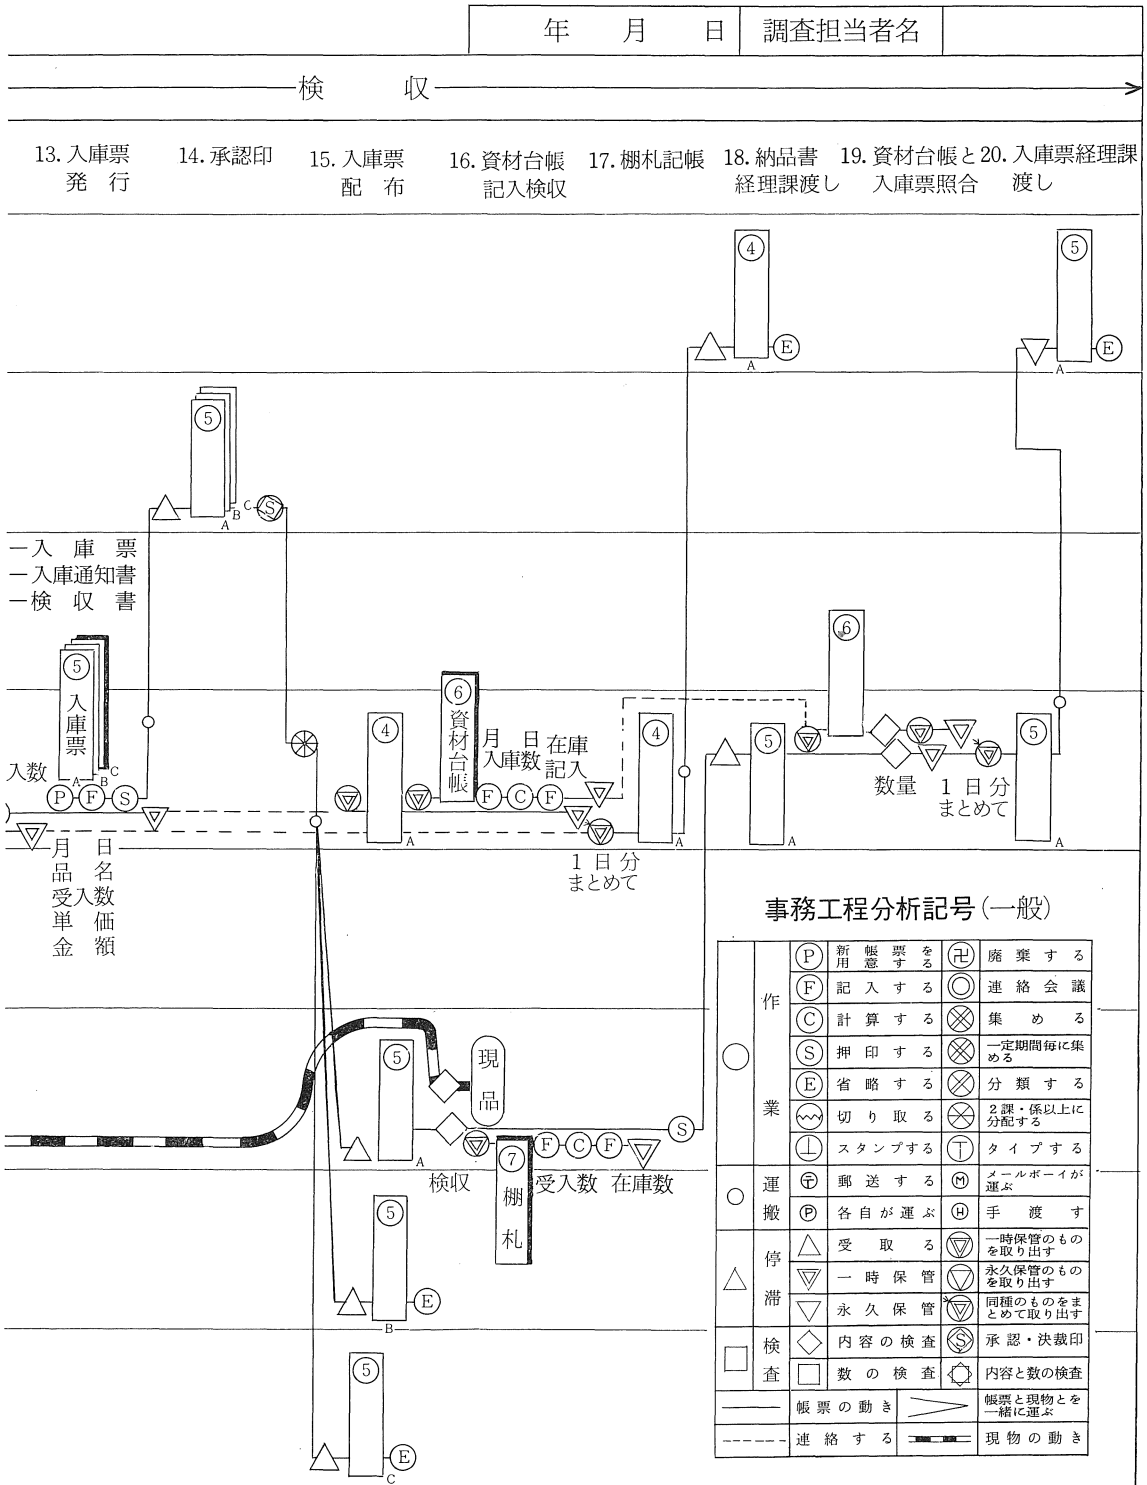 年 月 日 調査担当者名
検 収
13. 入庫票発 行
14. 承認印
15. 入庫票配 布
16. 資材台帳記入検収
17. 棚札記帳
18. 納品書経理課渡し
19. 資材台帳と入庫票照合
20. 入庫票経理課渡し
④
A
E
⑤
A
E
⑤
A
B
C
S
入 庫 票
入庫通知書
検 収 書
⑤
入庫票
A
B
C
入数
P
F
S
月 日
品 名
受入数
単 価
金 額
④
A
⑥
資材台帳
月 日
入庫数
在庫
記入
F
C
F
1日分
まとめて
④
A
⑤
A
⑥
数量
1日分
まとめて
⑤
A
⑤
A
現品
検収
⑦
棚札
F
C
F
受入数 在庫数
S
⑤
B
E
⑤
C
E
事務工程分析記号(一般)
作業
P 新帳票を
用意する
卍 廃棄する
F 記入する
連絡会議
C 計算する
集める
S 押印する
一定期間毎に集
める
E 省略する
分類する
切り取る
2課・係以上に
分配する
スタンプする
T タイプする
運搬
〒 郵送する
M メールボーイが
運ぶ
P 各自が運ぶ
H 手渡す
停滞
受取る
一時保管のもの
を取り出す
一時保管
永久保管のもの
を取り出す
永久保管
同種のものをま
とめて取り出す
検査
内容の検査
S 承認・決裁印
数の検査
内容と数の検査
帳票の動き
帳票と現物とを
一緒に運ぶ
連絡する
現物の動き